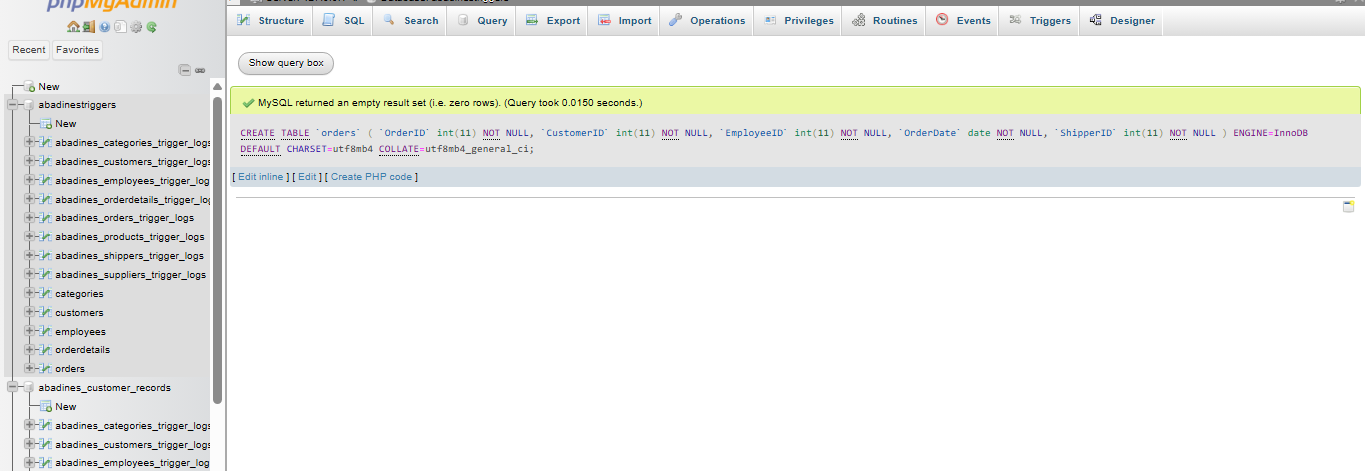 phpMyAdmin
Recent Favorites
New
abadinestriggers
New
abadines_categories_trigger_logs
abadines_customers_trigger_logs
abadines_employees_trigger_log
abadines_orderdetails_trigger_log
abadines_orders_trigger_logs
abadines_products_trigger_logs
abadines_shippers_trigger_logs
abadines_suppliers_trigger_logs
categories
customers
employees
orderdetails
orders
abadines_customer_records
New
abadines_categories_trigger_logs
abadines_customers_trigger_logs
abadines_employees_trigger_log
Structure SQL Search Query Export Import Operations Privileges Routines Events Triggers Designer
Show query box
MySQL returned an empty result set (i.e. zero rows). (Query took 0.0150 seconds.)
CREATE TABLE `orders` ( `OrderID` int(11) NOT NULL, `CustomerID` int(11) NOT NULL, `EmployeeID` int(11) NOT NULL, `OrderDate` date NOT NULL, `ShipperID` int(11) NOT NULL ) ENGINE=InnoDB
DEFAULT CHARSET=utf8mb4 COLLATE=utf8mb4_general_ci;
[ Edit inline ] [ Edit ] [ Create PHP code ]